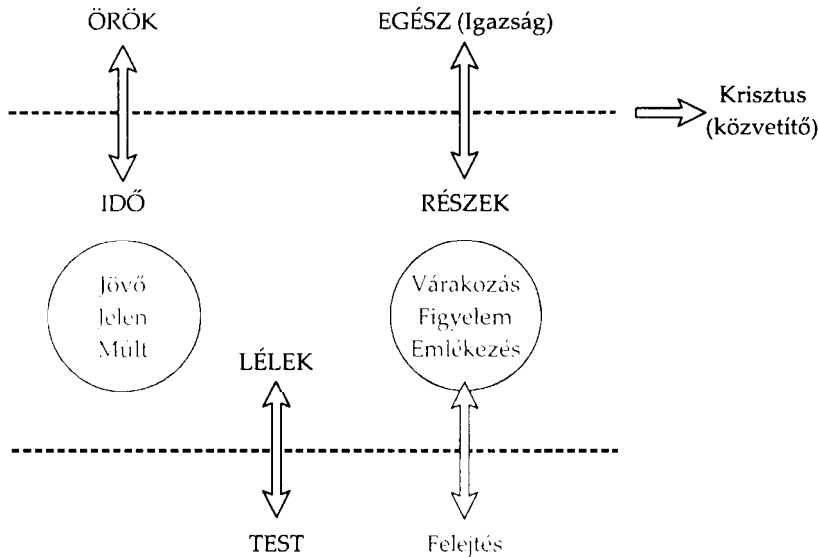 ÖRÖK
EGÉSZ (Igazság)
Krisztus
(közvetítő)
IDŐ
RÉSZEK
Jövő
Jelen
Múlt
Várakozás
Figyelem
Emlékezés
LÉLEK
TEST
Felejtés